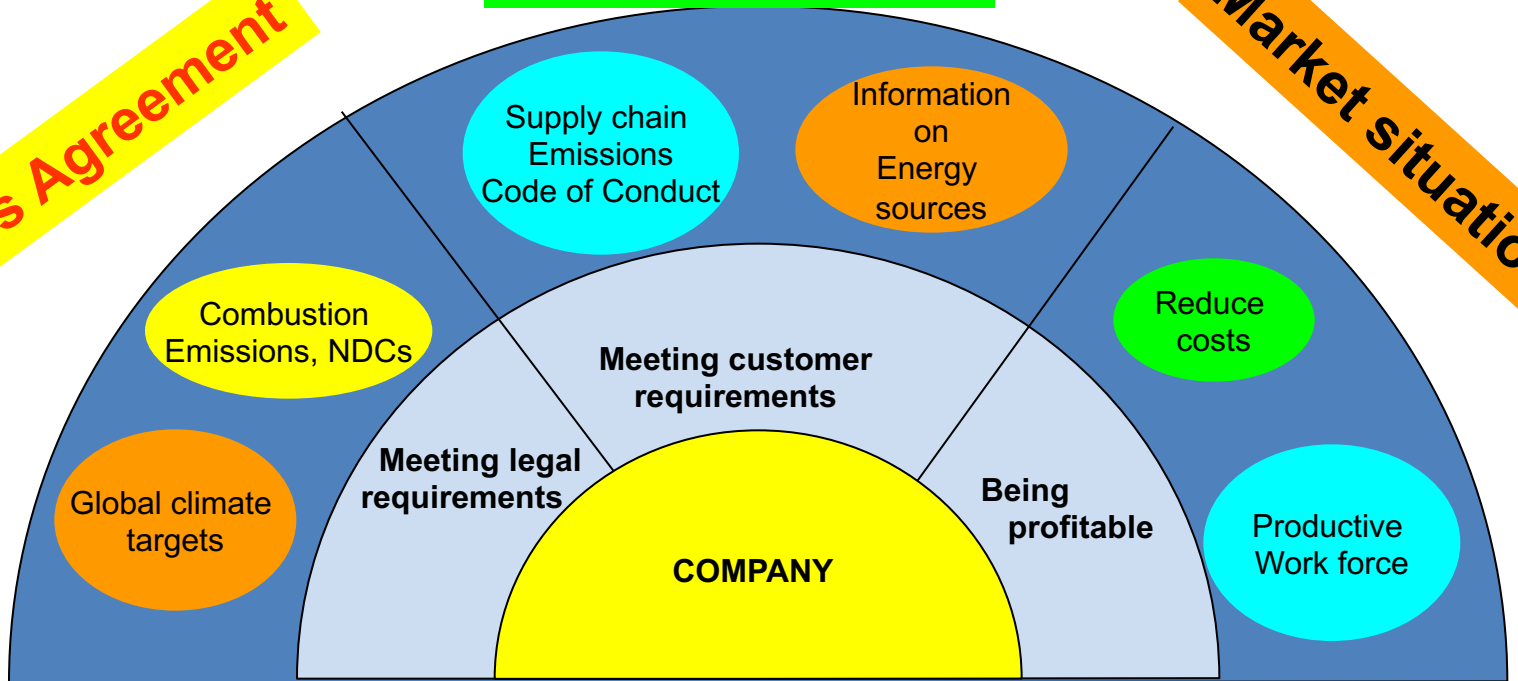 s Agreement
Market situatio
Supply chain
Emissions
Code of Conduct
Information
on
Energy
sources
Combustion
Emissions, NDCs
Reduce
costs
Meeting customer
requirements
Meeting legal
requirements
Global climate
targets
Being
profitable
Productive
Work force
COMPANY